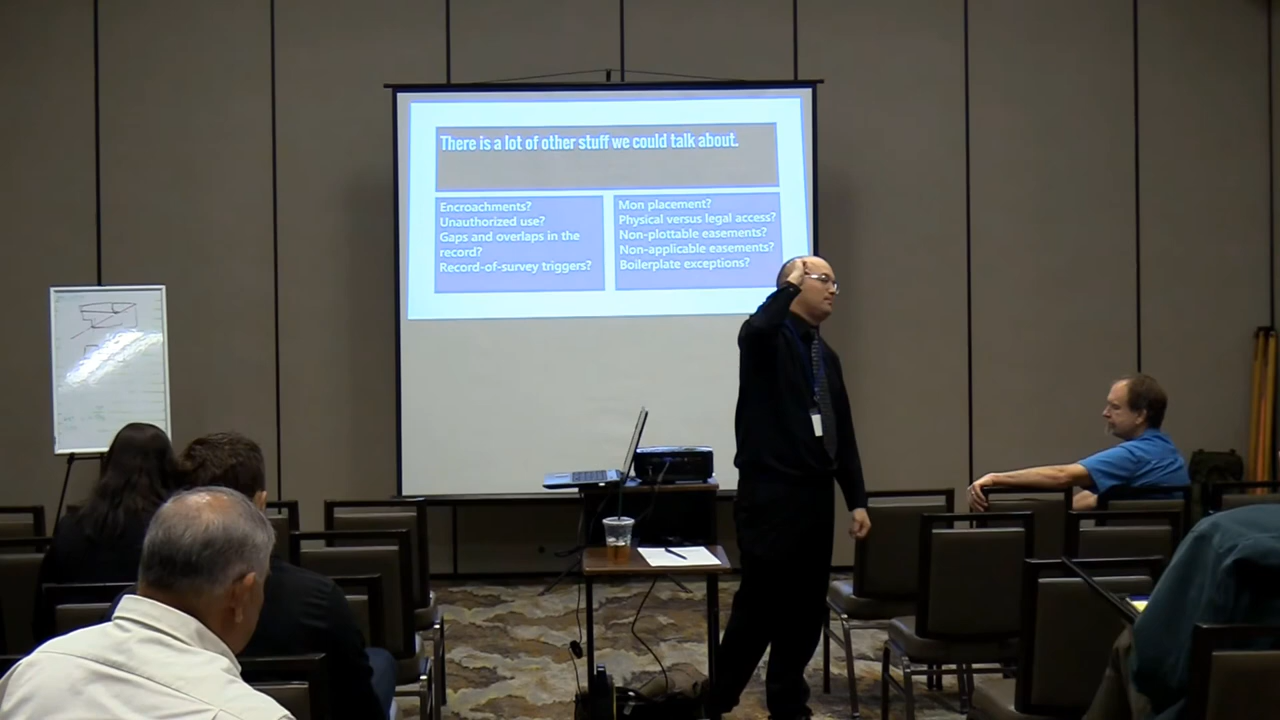 There is a lot of other stuff we could talk about.
Encroachments?
Unauthorized use?
Gaps and overlaps in the
record?
Record-of-survey triggers?
Mon placement?
Physical versus legal access?
Non-plottable easements?
Non-applicable easements?
Boilerplate exceptions?